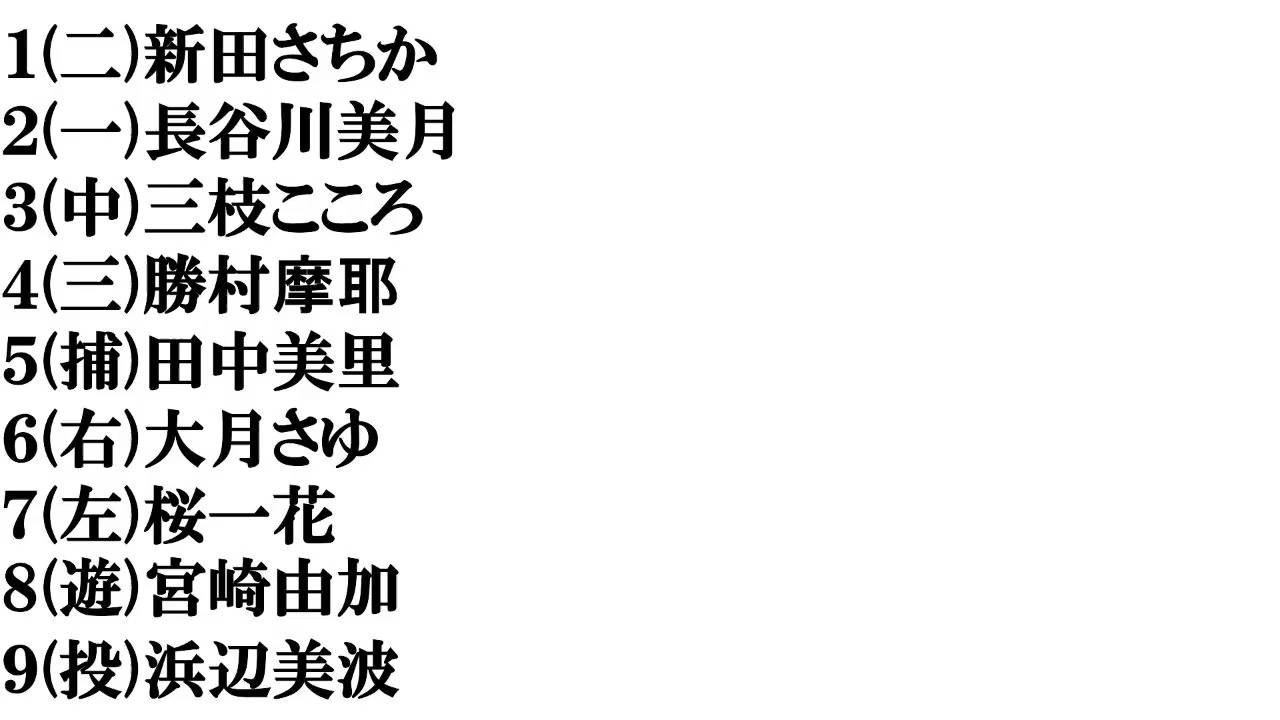 1(二)新田さちか
2(一)長谷川美月
3(中)三枝こころ
4(三)勝村摩耶
5(捕)田中美里
6(右)大月さゆ
7(左)桜一花
8(遊)宮崎由加
9(投)浜辺美波